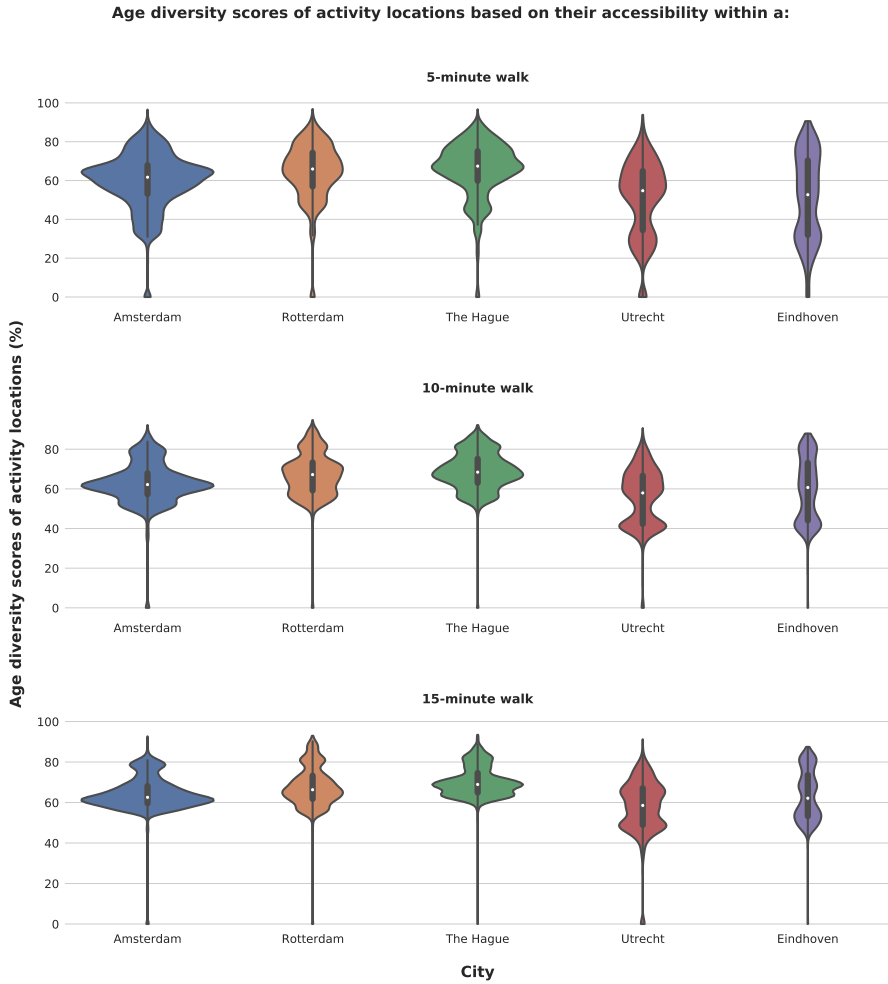 Age diversity scores of activity locations based on their accessibility within a:
5-minute walk
100
80
60
40
20
0
Amsterdam Rotterdam The Hague Utrecht Eindhoven
10-minute walk
80
60
40
20
0
Amsterdam Rotterdam The Hague Utrecht Eindhoven
Age diversity scores of activity locations (%)
15-minute walk
100
80
60
40
20
0
Amsterdam Rotterdam The Hague Utrecht Eindhoven
City